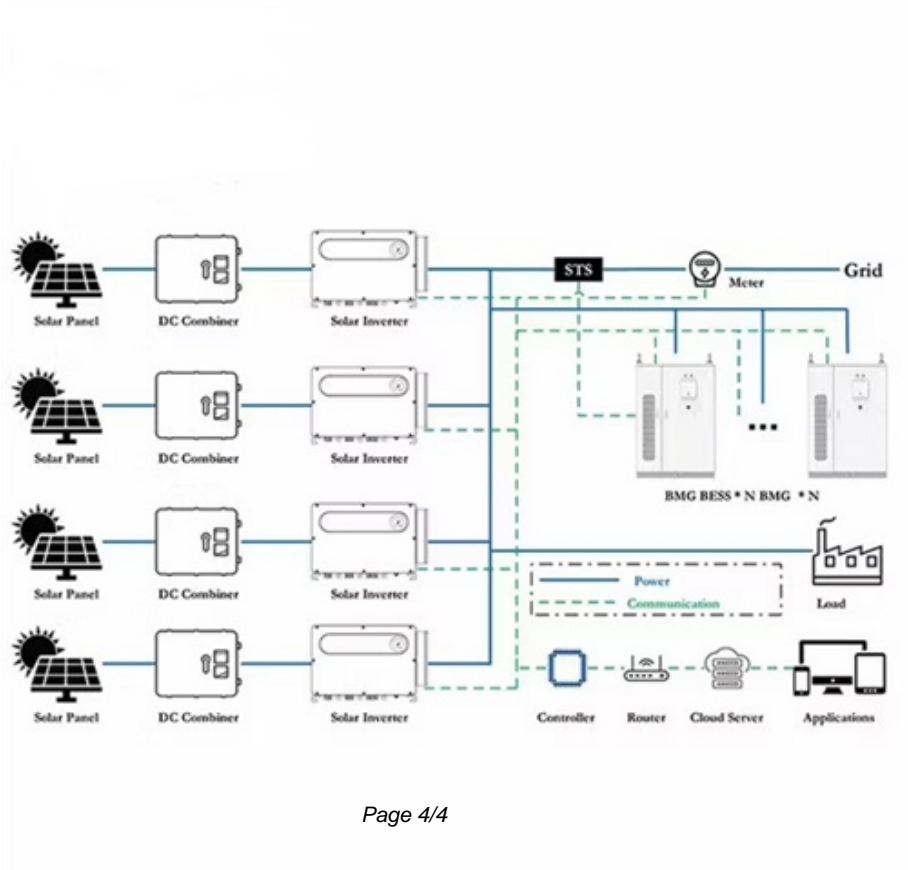 STS
Grid
Meter
Solar Panel DC Combiner Solar Inverter
Solar Panel DC Combiner Solar Inverter
BMG BESS * N BMG * N
Solar Panel DC Combiner Solar Inverter
Power
Communication
Load
Solar Panel DC Combiner Solar Inverter
Controller Router Cloud Server Applications
Page 4/4